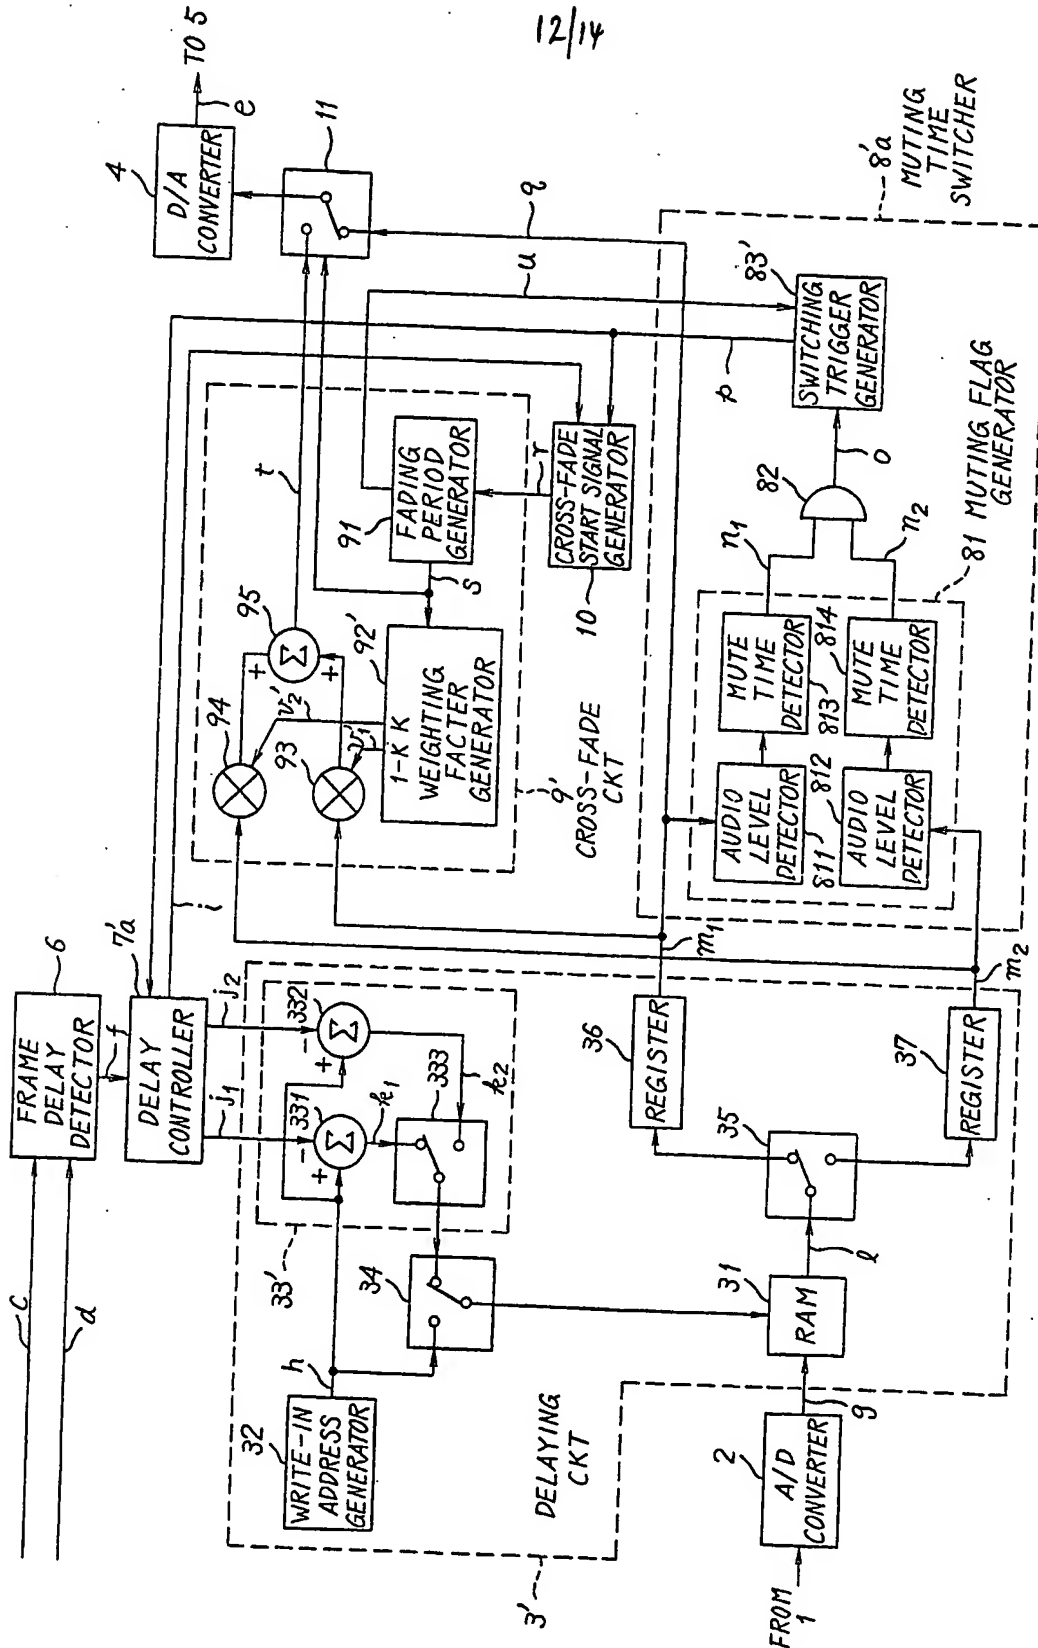 12/14
C
d
6
FRAME
DELAY
DETECTOR
f
7'a
DELAY
CONTROLLER
i
j1
j2
32
WRITE-IN
ADDRESS
GENERATOR
h
33'
331
332
+
-
+
-
k1
k2
333
34
DELAYING
CKT
3'
FROM
1
2
A/D
CONVERTER
g
31
RAM
l
35
36
REGISTER
37
REGISTER
m1
m2
94
93
95
Σ
Σ
Σ
+
+
v'2
v'1
92'
1-K K
WEIGHTING
FACTER
GENERATOR
9'
CROSS-FADE
CKT
91
FADING
PERIOD
GENERATOR
s
r
t
10
CROSS-FADE
START SIGNAL
GENERATOR
u
q
4
D/A
CONVERTER
e
TO 5
11
8'a
MUTING
TIME
SWITCHER
83'
SWITCHING
TRIGGER
GENERATOR
p
o
82
n1
n2
81 MUTING FLAG
GENERATOR
AUDIO
LEVEL
DETECTOR
811
812
AUDIO
LEVEL
DETECTOR
MUTE
TIME
DETECTOR
813
814
MUTE
TIME
DETECTOR